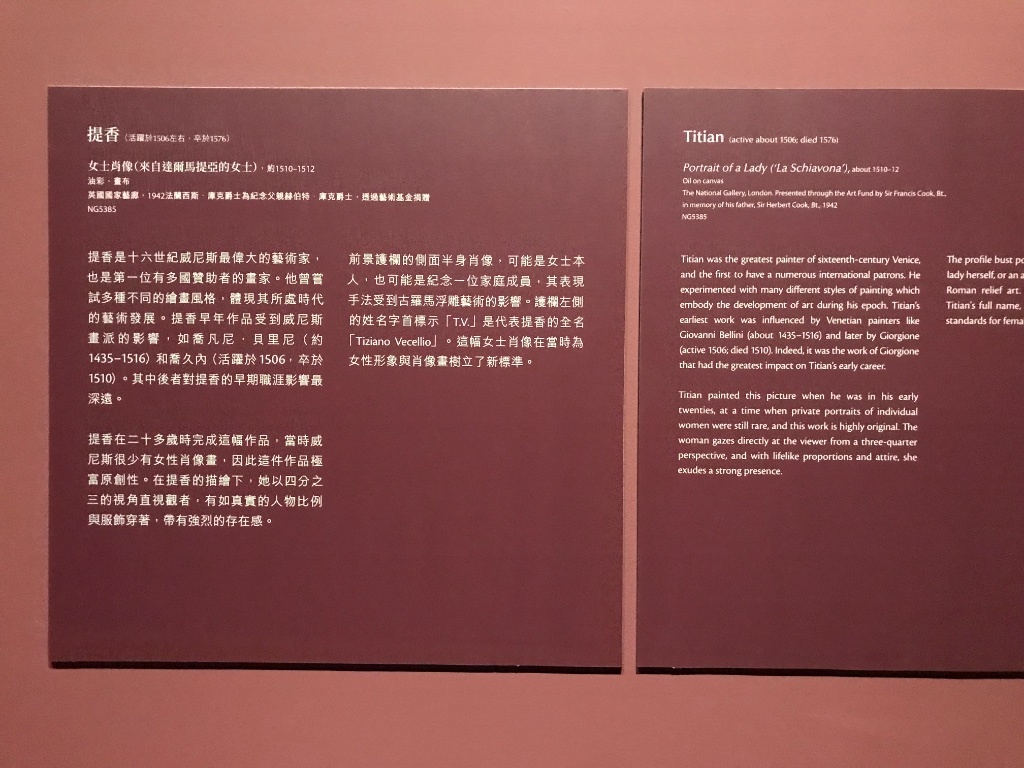 提香（活躍於1506左右，卒於1576）
女士肖像（來自達爾馬提亞的女士），約1510–1512
油彩．畫布
英國國家藝廊，1942法蘭西斯．庫克爵士為紀念父親赫伯特．庫克爵士，透過藝術基金捐贈
NG5385
提香是十六世紀威尼斯最偉大的藝術家，
也是第一位有多國贊助者的畫家。他曾嘗
試多種不同的繪畫風格，體現其所處時代
的藝術發展。提香早年作品受到威尼斯
畫派的影響，如喬凡尼．貝里尼（約
1435–1516）和喬久內（活躍於1506，卒於
1510）。其中後者對提香的早期職涯影響最
深遠。
提香在二十多歲時完成這幅作品，當時威
尼斯很少有女性肖像畫，因此這件作品極
富原創性。在提香的描繪下，她以四分之
三的視角直視觀者，有如真實的人物比例
與服飾穿著，帶有強烈的存在感。
前景護欄的側面半身肖像，可能是女士本
人，也可能是紀念一位家庭成員，其表現
手法受到古羅馬浮雕藝術的影響。護欄左側
的姓名字首標示「T.V.」是代表提香的全名
「Tiziano Vecellio」。這幅女士肖像在當時為
女性形象與肖像畫樹立了新標準。
Titian (active about 1506; died 1576)
Portrait of a Lady (‘La Schiavona’), about 1510–12
Oil on canvas
The National Gallery, London. Presented through the Art Fund by Sir Francis Cook, Bt.,
in memory of his father, Sir Herbert Cook, Bt., 1942
NG5385
Titian was the greatest painter of sixteenth-century Venice,
and the first to have a numerous international patrons. He
experimented with many different styles of painting which
embody the development of art during his epoch. Titian’s
earliest work was influenced by Venetian painters like
Giovanni Bellini (about 1435–1516) and later by Giorgione
(active 1506; died 1510). Indeed, it was the work of Giorgione
that had the greatest impact on Titian’s early career.
Titian painted this picture when he was in his early
twenties, at a time when private portraits of individual
women were still rare, and this work is highly original. The
woman gazes directly at the viewer from a three-quarter
perspective, and with lifelike proportions and attire, she
exudes a strong presence.
The profile bust
lady herself, or an
Roman relief art.
Titian’s full name,
standards for